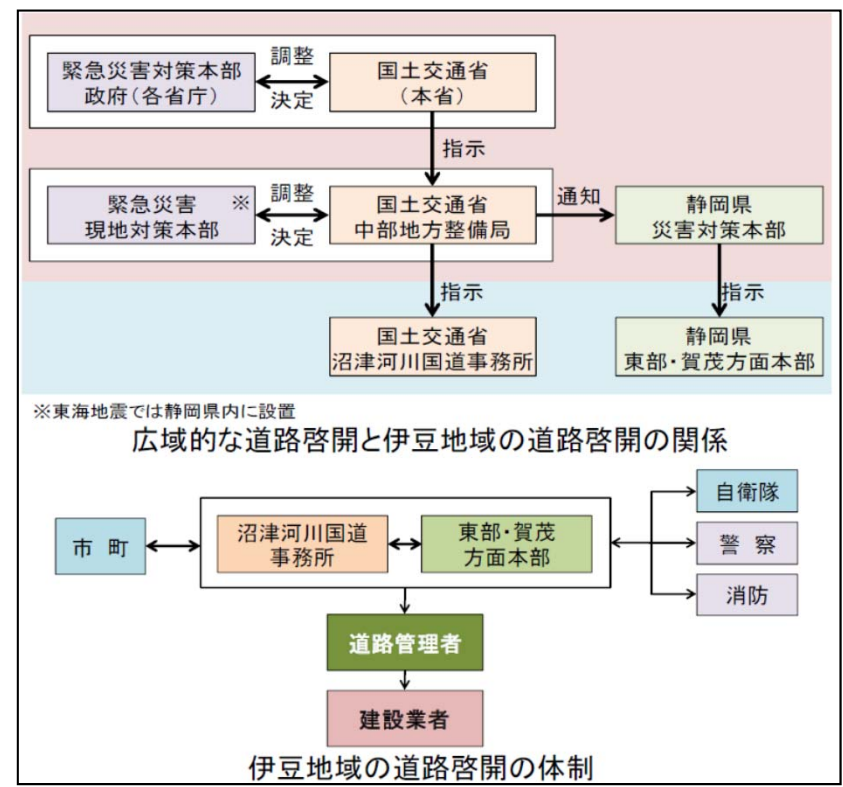 緊急災害対策本部
政府(各省庁)
調整
決定
国土交通省
(本省)
指示
緊急災害 ※
現地対策本部
調整
決定
国土交通省
中部地方整備局
通知
静岡県
災害対策本部
指示
指示
国土交通省
沼津河川国道事務所
静岡県
東部・賀茂方面本部
※東海地震では静岡県内に設置
広域的な道路啓開と伊豆地域の道路啓開の関係
市 町
沼津河川国道
事務所
東部・賀茂
方面本部
自衛隊
警 察
消防
道路管理者
建設業者
伊豆地域の道路啓開の体制